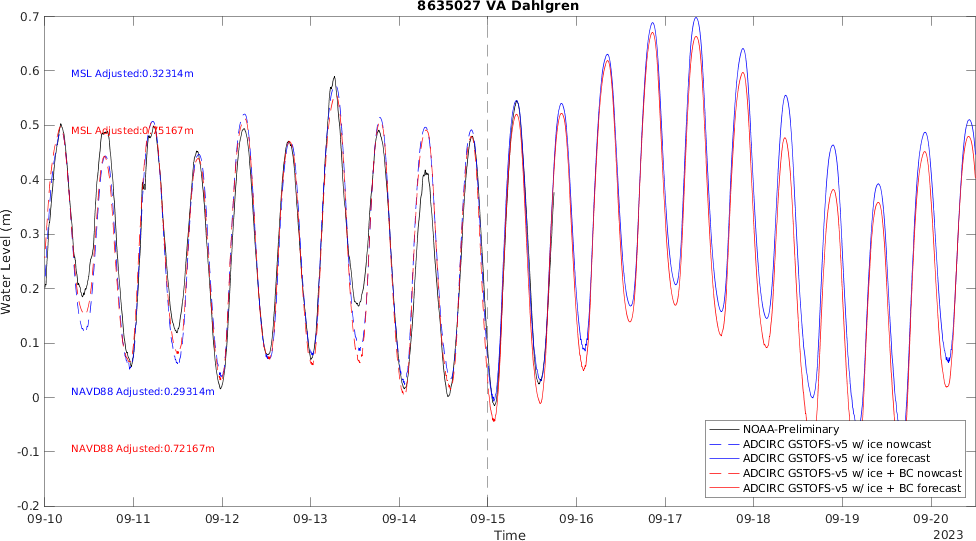 8635027 VA Dahlgren
0.7
0.6
0.5
0.4
0.3
0.2
0.1
0
-0.1
-0.2
Water Level (m)
MSL Adjusted:0.32314m
MSL Adjusted:0.75167m
NAVD88 Adjusted:0.29314m
NAVD88 Adjusted:0.72167m
NOAA-Preliminary
ADCIRC GSTOFS-v5 w/ ice nowcast
ADCIRC GSTOFS-v5 w/ ice forecast
ADCIRC GSTOFS-v5 w/ ice + BC nowcast
ADCIRC GSTOFS-v5 w/ ice + BC forecast
09-10 09-11 09-12 09-13 09-14 09-15 09-16 09-17 09-18 09-19 09-20
Time
2023